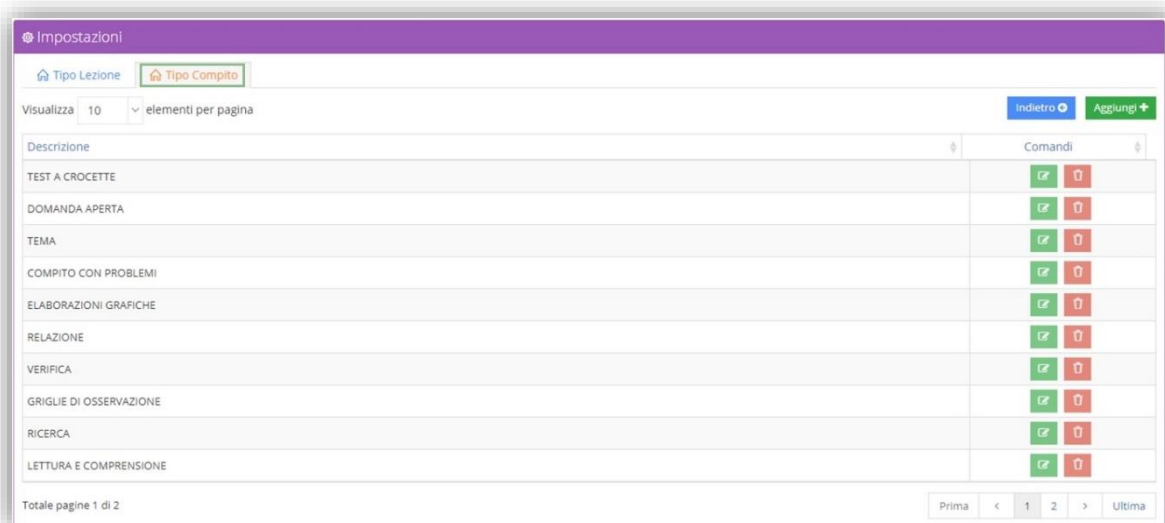 Impostazioni
Tipo Lezione Tipo Compito
Visualizza 10 elementi per pagina Indietro Aggiungi
Descrizione Comandi
TEST A CROCETTE
DOMANDA APERTA
TEMA
COMPITO CON PROBLEMI
ELABORAZIONI GRAFICHE
RELAZIONE
VERIFICA
GRIGLIE DI OSSERVAZIONE
RICERCA
LETTURA E COMPRENSIONE
Totale pagine 1 di 2 Prima < 1 2 > Ultima